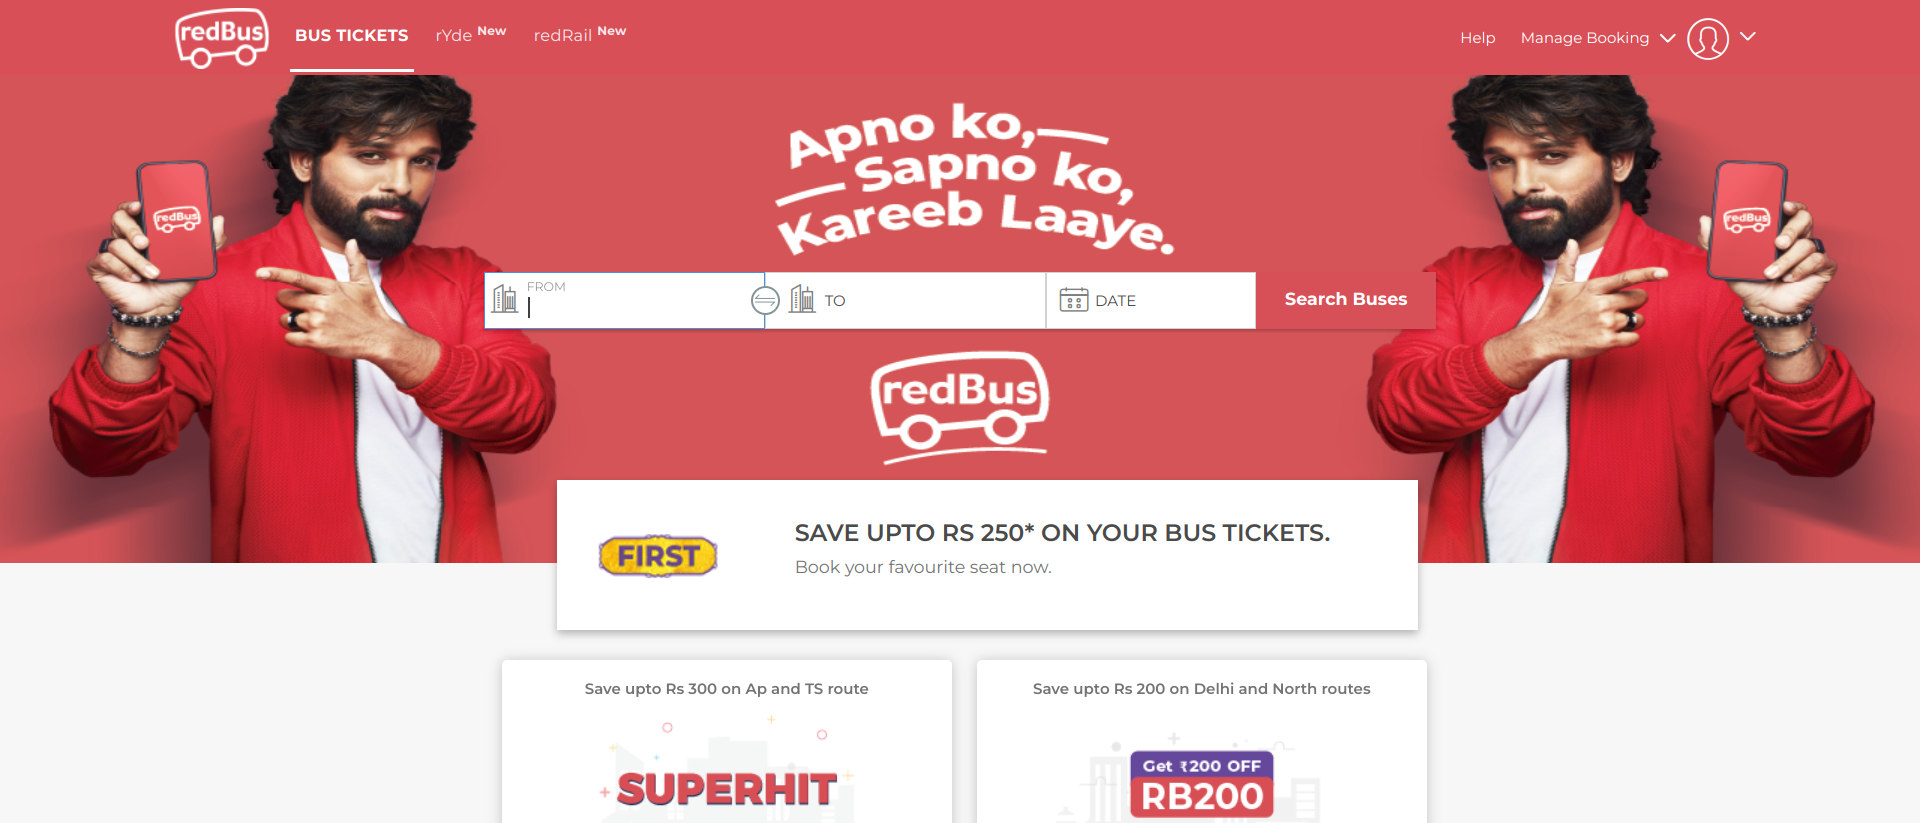 redBus
BUS TICKETS
rYde New
redRail New
Help
Manage Booking
Apno ko,
Sapno ko,
Kareeb Laaye.
redBus
redBus
FROM
TO
DATE
Search Buses
redBus
FIRST
SAVE UPTO RS 250* ON YOUR BUS TICKETS.
Book your favourite seat now.
Save upto Rs 300 on Ap and TS route
SUPERHIT
Save upto Rs 200 on Delhi and North routes
Get ₹200 OFF
RB200